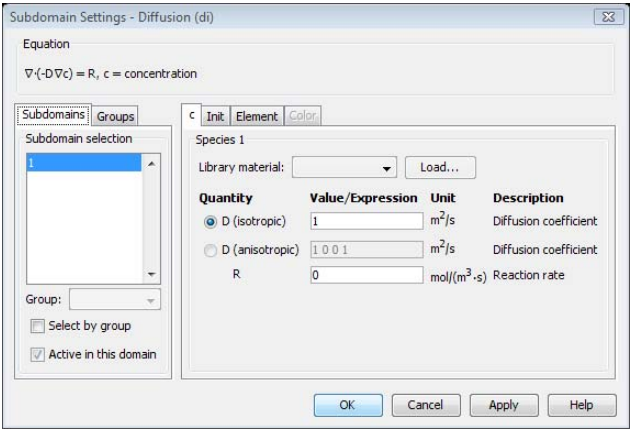 Subdomain Settings - Diffusion (di)
Equation
∇·(-D∇c) = R, c = concentration
Subdomains Groups
Subdomain selection
1
Group:
Select by group
Active in this domain
c Init Element Color
Species 1
Library material: Load...
Quantity Value/Expression Unit Description
D (isotropic) 1 m²/s Diffusion coefficient
D (anisotropic) 1 0 0 1 m²/s Diffusion coefficient
R 0 mol/(m³·s) Reaction rate
OK Cancel Apply Help